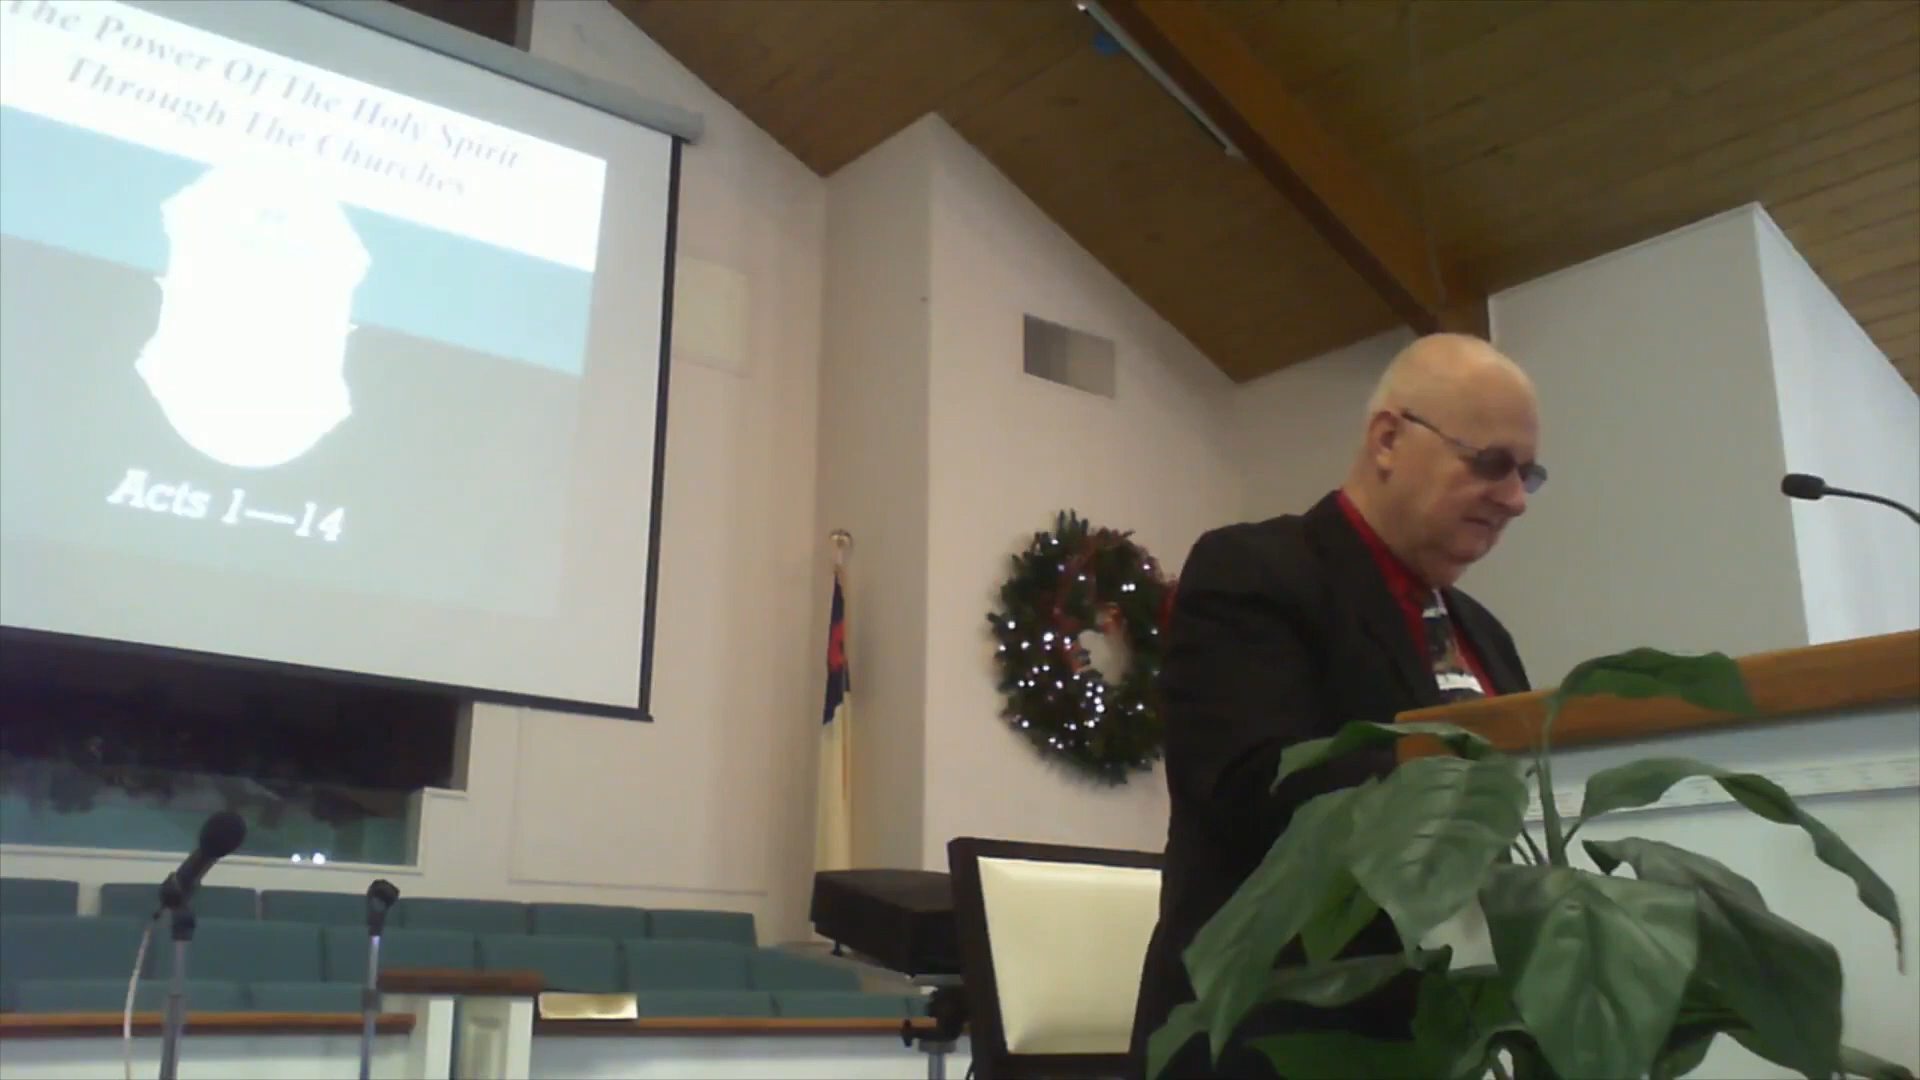 The Power Of The Holy Spirit
Through The Churches
Acts 1—14